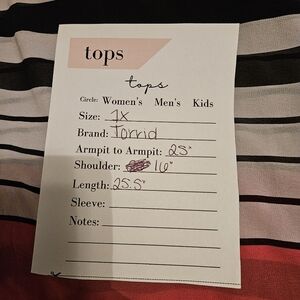 tops
tops
Circle: Women's Men's Kids
Size: 1X
Brand: Torrid
Armpit to Armpit: 25"
Shoulder: 16"
Length: 25.5"
Sleeve:
Notes: